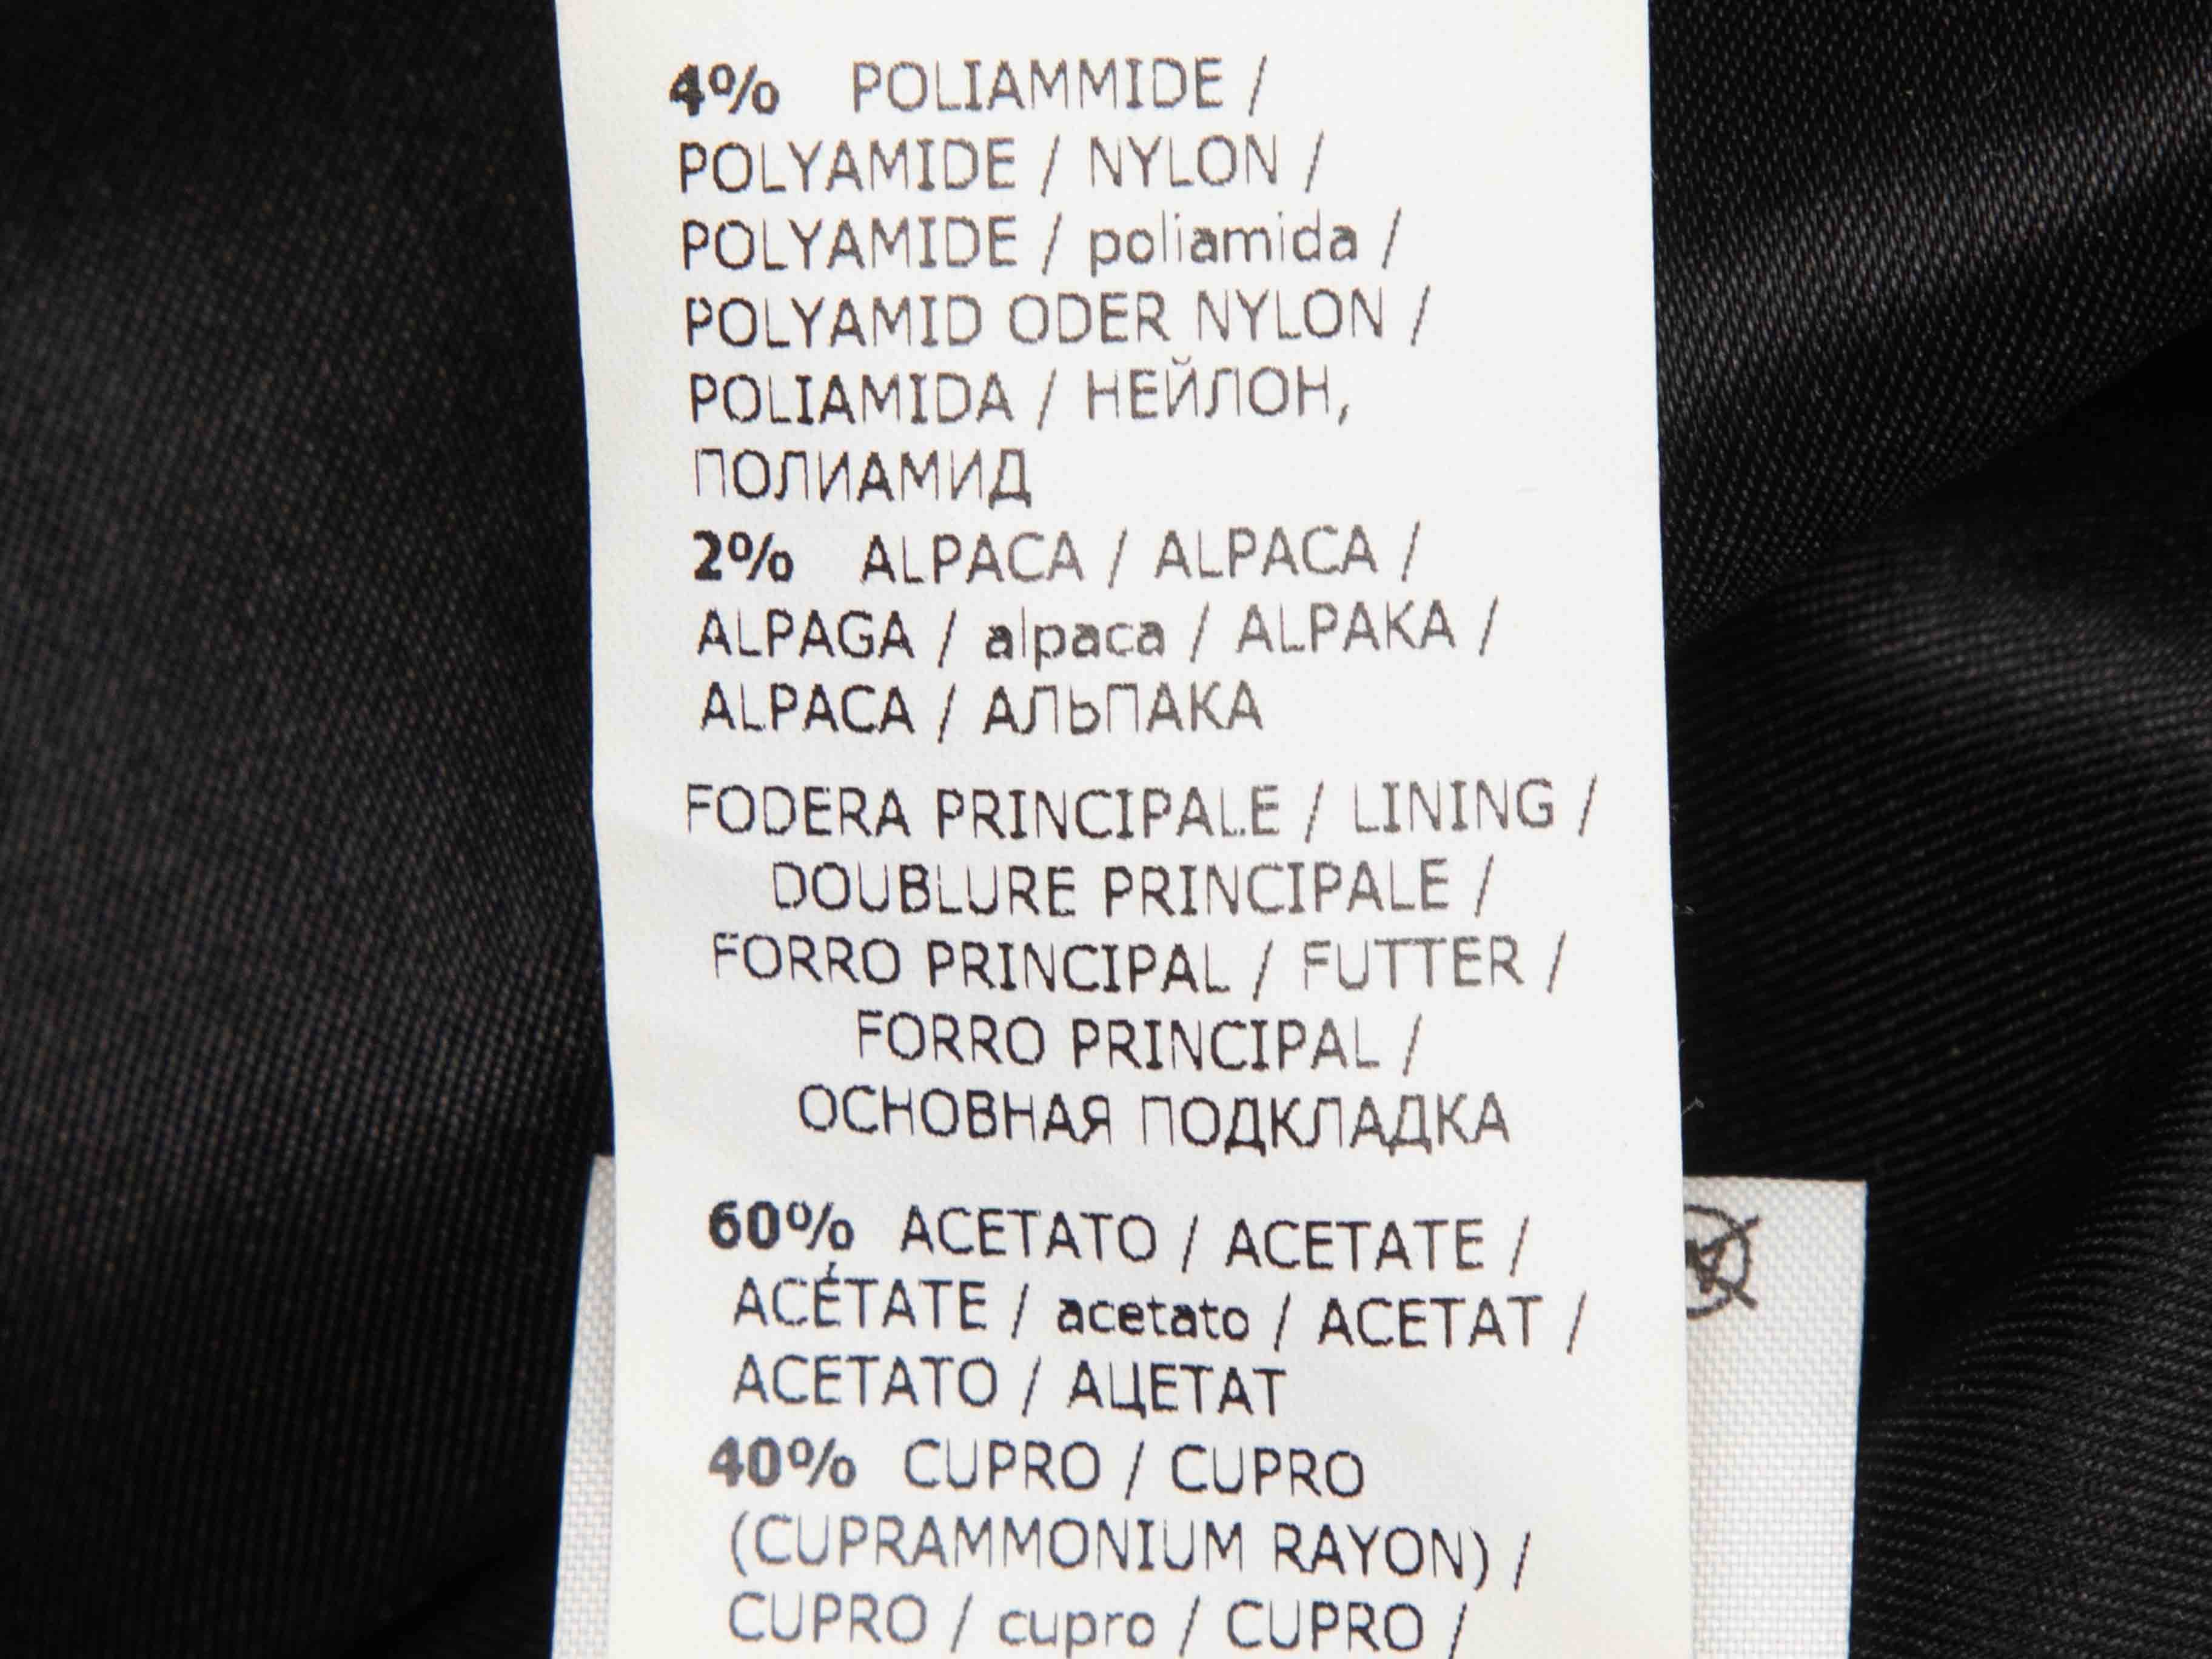 4% POLIAMMIDE /
POLYAMIDE / NYLON /
POLYAMIDE / poliamida /
POLYAMID ODER NYLON /
POLIAMIDA / НЕЙЛОН,
ПОЛИАМИД
2% ALPACA / ALPACA /
ALPAGA / alpaca / ALPAKA /
ALPACA / АЛЬПАКА
FODERA PRINCIPALE / LINING /
DOUBLURE PRINCIPALE /
FORRO PRINCIPAL / FUTTER /
FORRO PRINCIPAL /
ОСНОВНАЯ ПОДКЛАДКА
60% ACETATO / ACETATE /
ACÉTATE / acetato / ACETAT /
ACETATO / АЦЕТАТ
40% CUPRO / CUPRO
(CUPRAMMONIUM RAYON) /
CUPRO / cupro / CUPRO /